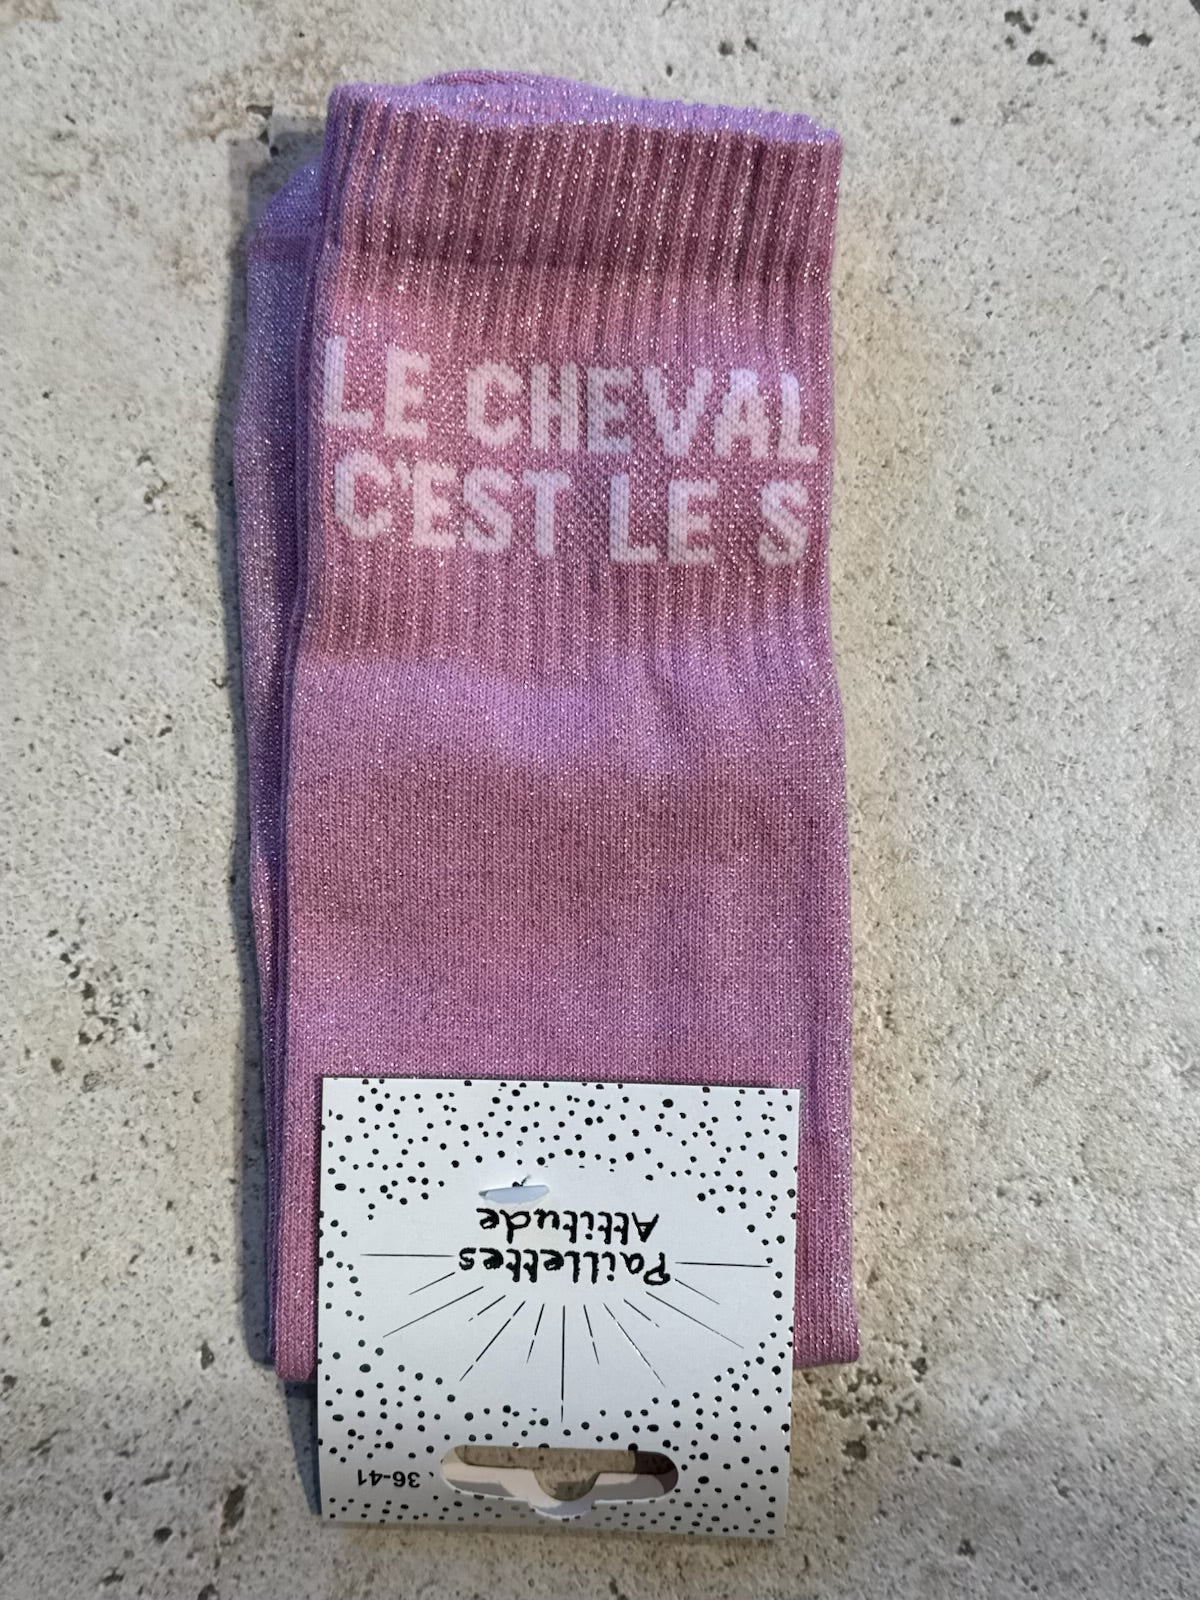 LE CHEVAL
C'EST LE S
Paillettes
Attitude
36-41